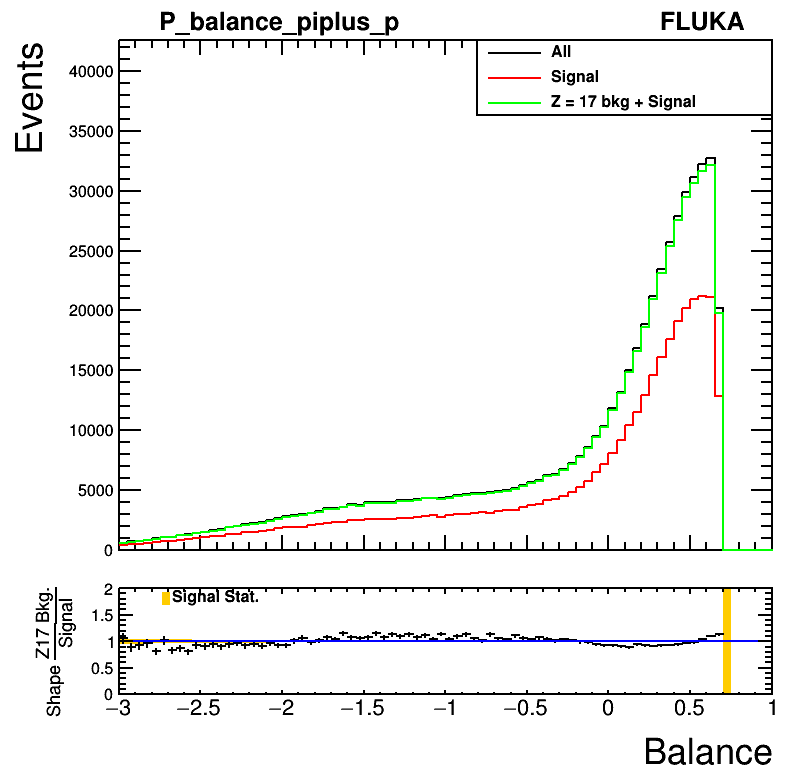 P_balance_piplus_p
FLUKA
Events
All
Signal
Z = 17 bkg + Signal
40000
35000
30000
25000
20000
15000
10000
5000
0
Shape Z17 Bkg.
Signal
Signal Stat.
2
1.5
1
0.5
0
−3 −2.5 −2 −1.5 −1 −0.5 0 0.5 1
Balance